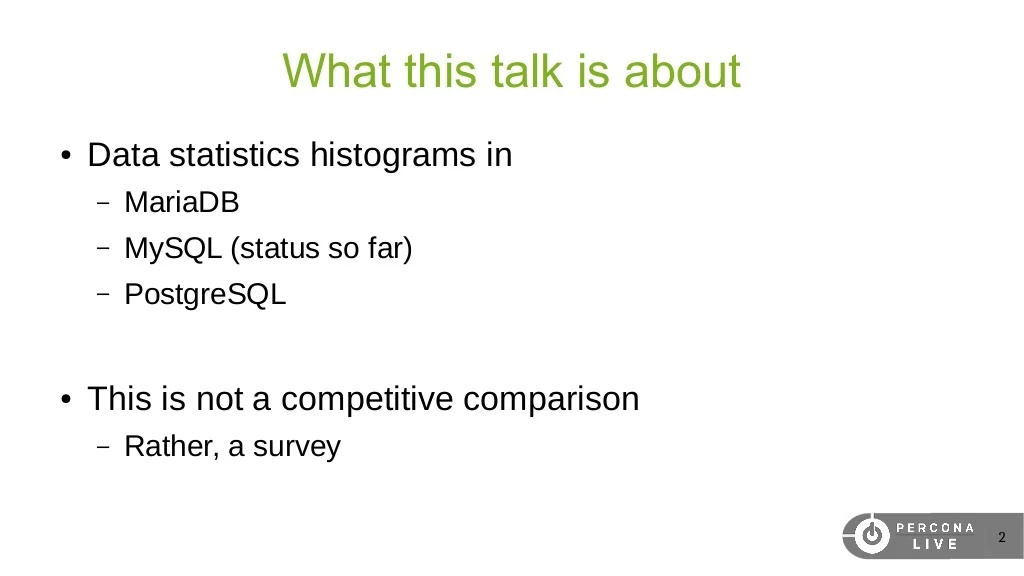 What this talk is about
● Data statistics histograms in
– MariaDB
– MySQL (status so far)
– PostgreSQL
● This is not a competitive comparison
– Rather, a survey
PERCONA
LIVE
2